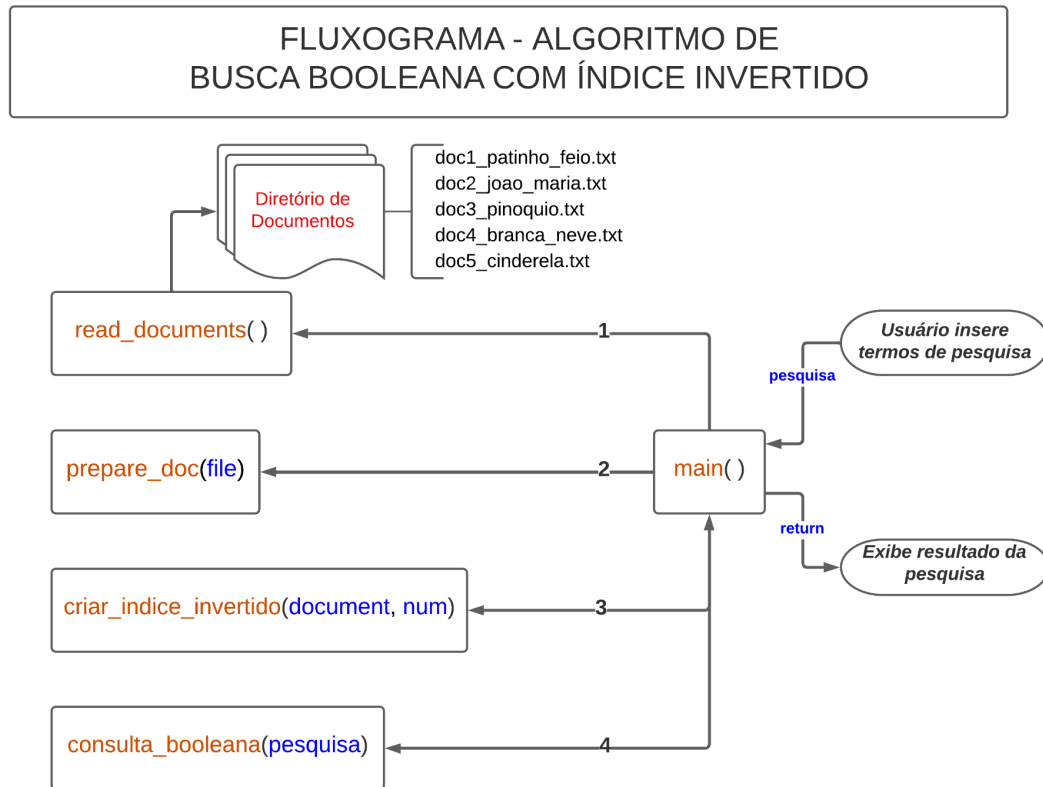 FLUXOGRAMA - ALGORITMO DE
BUSCA BOOLEANA COM ÍNDICE INVERTIDO
Diretório de
Documentos
doc1_patinho_feio.txt
doc2_joao_maria.txt
doc3_pinoquio.txt
doc4_branca_neve.txt
doc5_cinderela.txt
read_documents( )
1
Usuário insere
termos de pesquisa
pesquisa
prepare_doc(file)
2
main( )
return
Exibe resultado da
pesquisa
criar_indice_invertido(document, num)
3
consulta_booleana(pesquisa)
4